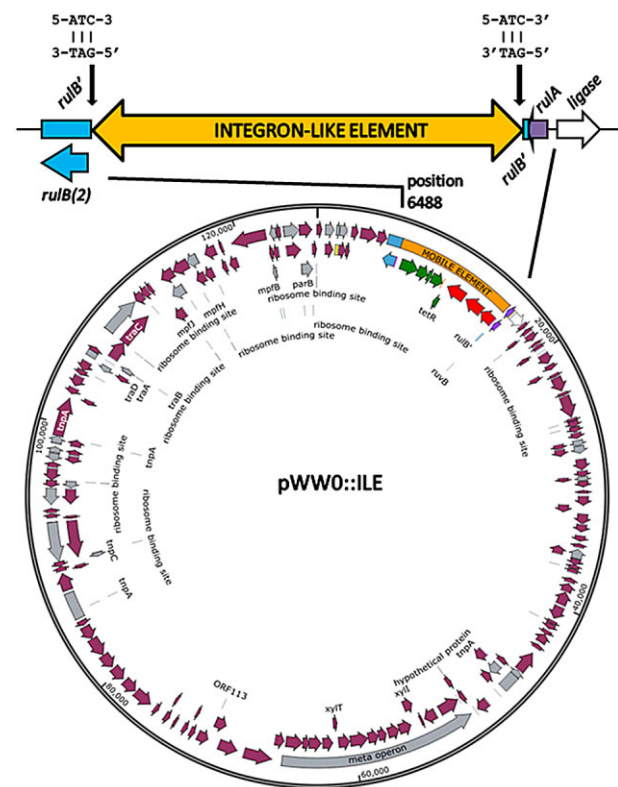 5-ATC-3
3-TAG-5'
5-ATC-3'
3'TAG-5'
rulB'
rulA
ligase
INTEGRON-LIKE ELEMENT
rulB(2)
rulB'
position
6488
120,000
MOBILE ELEMENT
mpfB
parB
ribosome binding site
tetR
rulB'
ruvB
20,000
mpfH
mpfJ
ribosome binding site
ribosome binding site
ribosome binding site
traC
traB
ribosome binding site
traD
traA
ribosome binding site
tnpA
100,000
tnpA
ribosome binding site
ribosome binding site
pWW0::ILE
tnpC
tnpA
40,000
hypothetical protein
tnpA
xylI
xylT
ORF113
80,000
meta operon
60,000